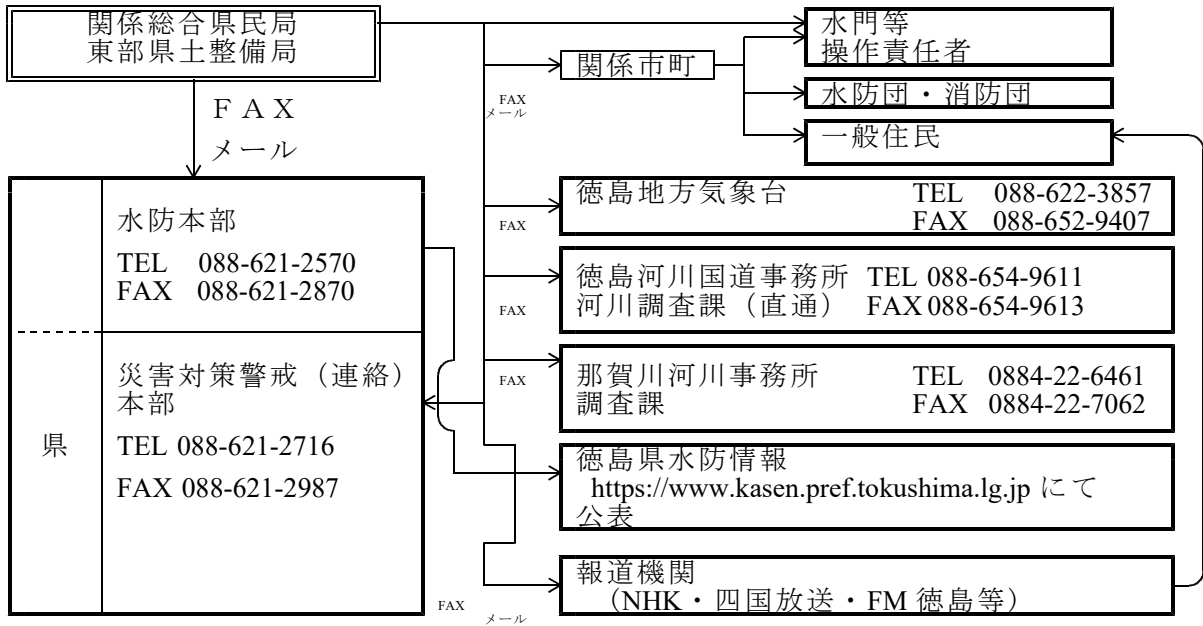 関係総合県民局
東部県土整備局
FAX
メール
県
水防本部
TEL 088-621-2570
FAX 088-621-2870
災害対策警戒（連絡）
本部
TEL 088-621-2716
FAX 088-621-2987
FAX
メール
関係市町
水門等
操作責任者
水防団・消防団
一般住民
FAX
徳島地方気象台 TEL 088-622-3857
FAX 088-652-9407
FAX
徳島河川国道事務所 TEL 088-654-9611
河川調査課（直通） FAX 088-654-9613
FAX
那賀川河川事務所 TEL 0884-22-6461
調査課 FAX 0884-22-7062
徳島県水防情報
https://www.kasen.pref.tokushima.lg.jp にて
公表
FAX
メール
報道機関
（NHK・四国放送・FM 徳島等）